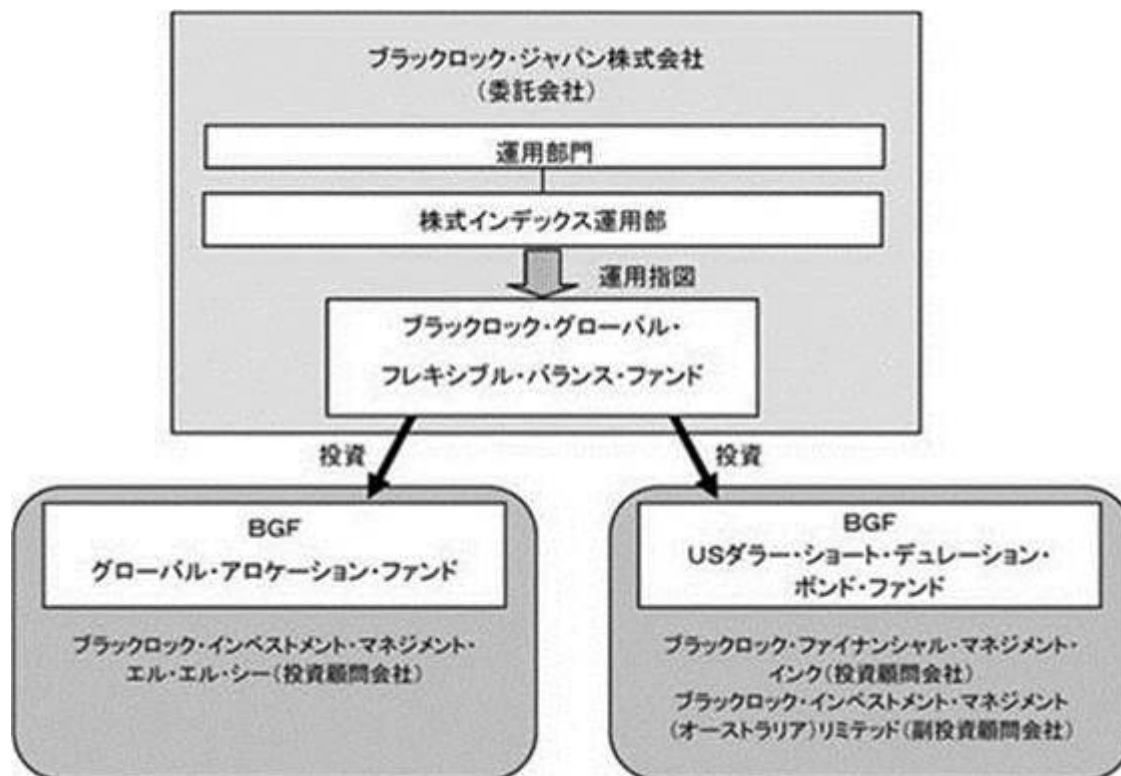 ブラックロック・ジャパン株式会社
(委託会社)
運用部門
株式インデックス運用部
運用指図
ブラックロック・グローバル・
フレキシブル・バランス・ファンド
投資
投資
BGF
グローバル・アロケーション・ファンド
ブラックロック・インベストメント・マネジメント・
エル・エル・シー(投資顧問会社)
BGF
USダラー・ショート・デュレーション・
ボンド・ファンド
ブラックロック・ファイナンシャル・マネジメント・
インク(投資顧問会社)
ブラックロック・インベストメント・マネジメント
(オーストラリア)リミテッド(副投資顧問会社)